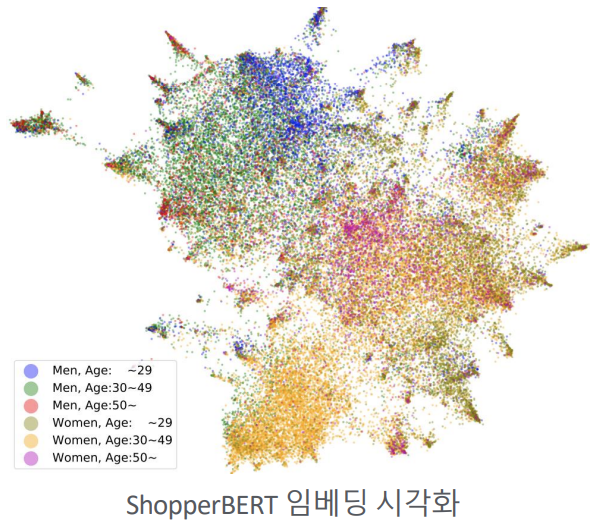 Men, Age: ~29
Men, Age:30~49
Men, Age:50~
Women, Age: ~29
Women, Age:30~49
Women, Age:50~
ShopperBERT 임베딩 시각화